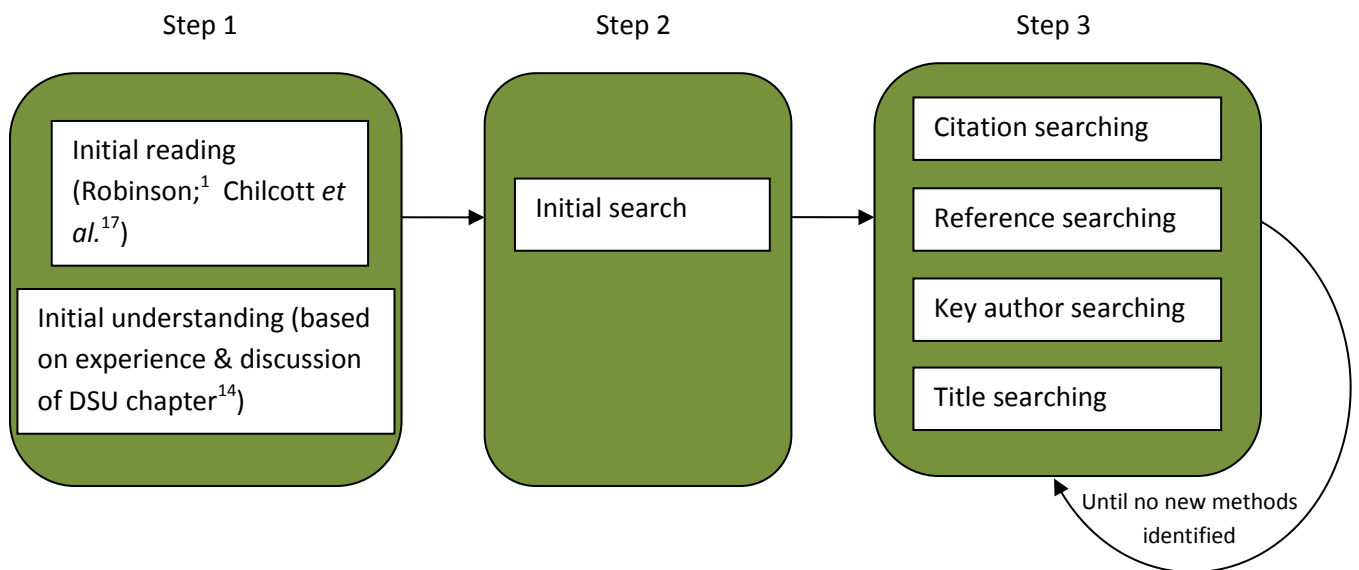 Step 1
Step 2
Step 3
Initial reading
(Robinson;1 Chilcott et
al.17)
Initial understanding (based
on experience & discussion
of DSU chapter14)
Initial search
Citation searching
Reference searching
Key author searching
Title searching
Until no new methods
identified